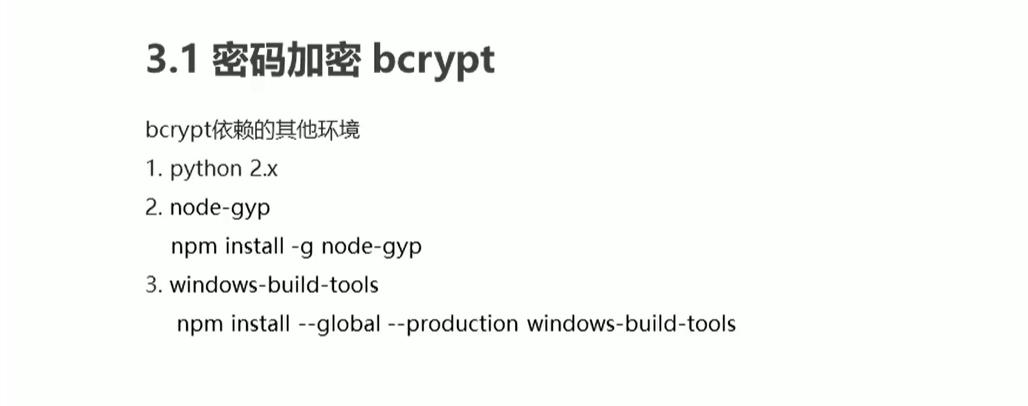 3.1 密码加密 bcrypt
bcrypt依赖的其他环境
1. python 2.x
2. node-gyp
npm install -g node-gyp
3. windows-build-tools
npm install --global --production windows-build-tools